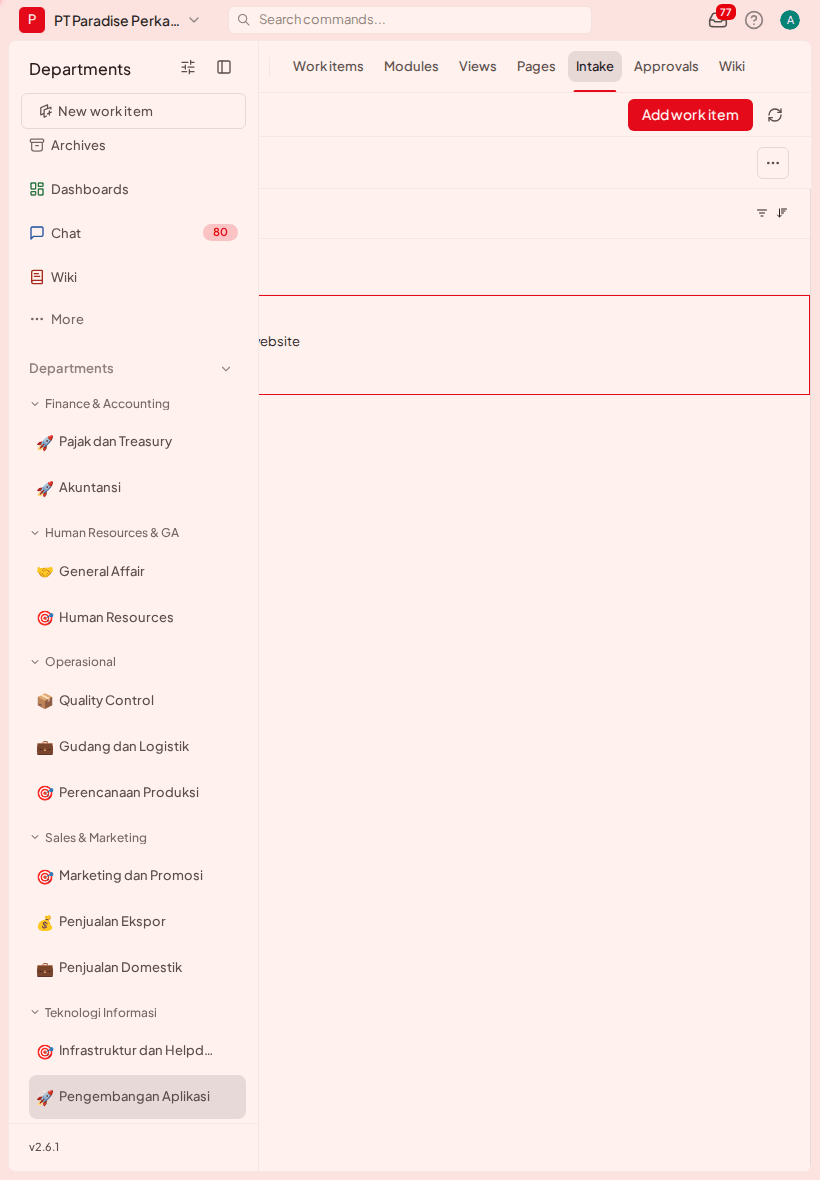 P
PT Paradise Perka...
Search commands...
77
A
Departments
New work item
Archives
Dashboards
Chat
80
Wiki
More
Departments
Finance & Accounting
Pajak dan Treasury
Akuntansi
Human Resources & GA
General Affair
Human Resources
Operasional
Quality Control
Gudang dan Logistik
Perencanaan Produksi
Sales & Marketing
Marketing dan Promosi
Penjualan Ekspor
Penjualan Domestik
Teknologi Informasi
Infrastruktur dan Helpd...
Pengembangan Aplikasi
v2.6.1
Work items
Modules
Views
Pages
Intake
Approvals
Wiki
Add work item